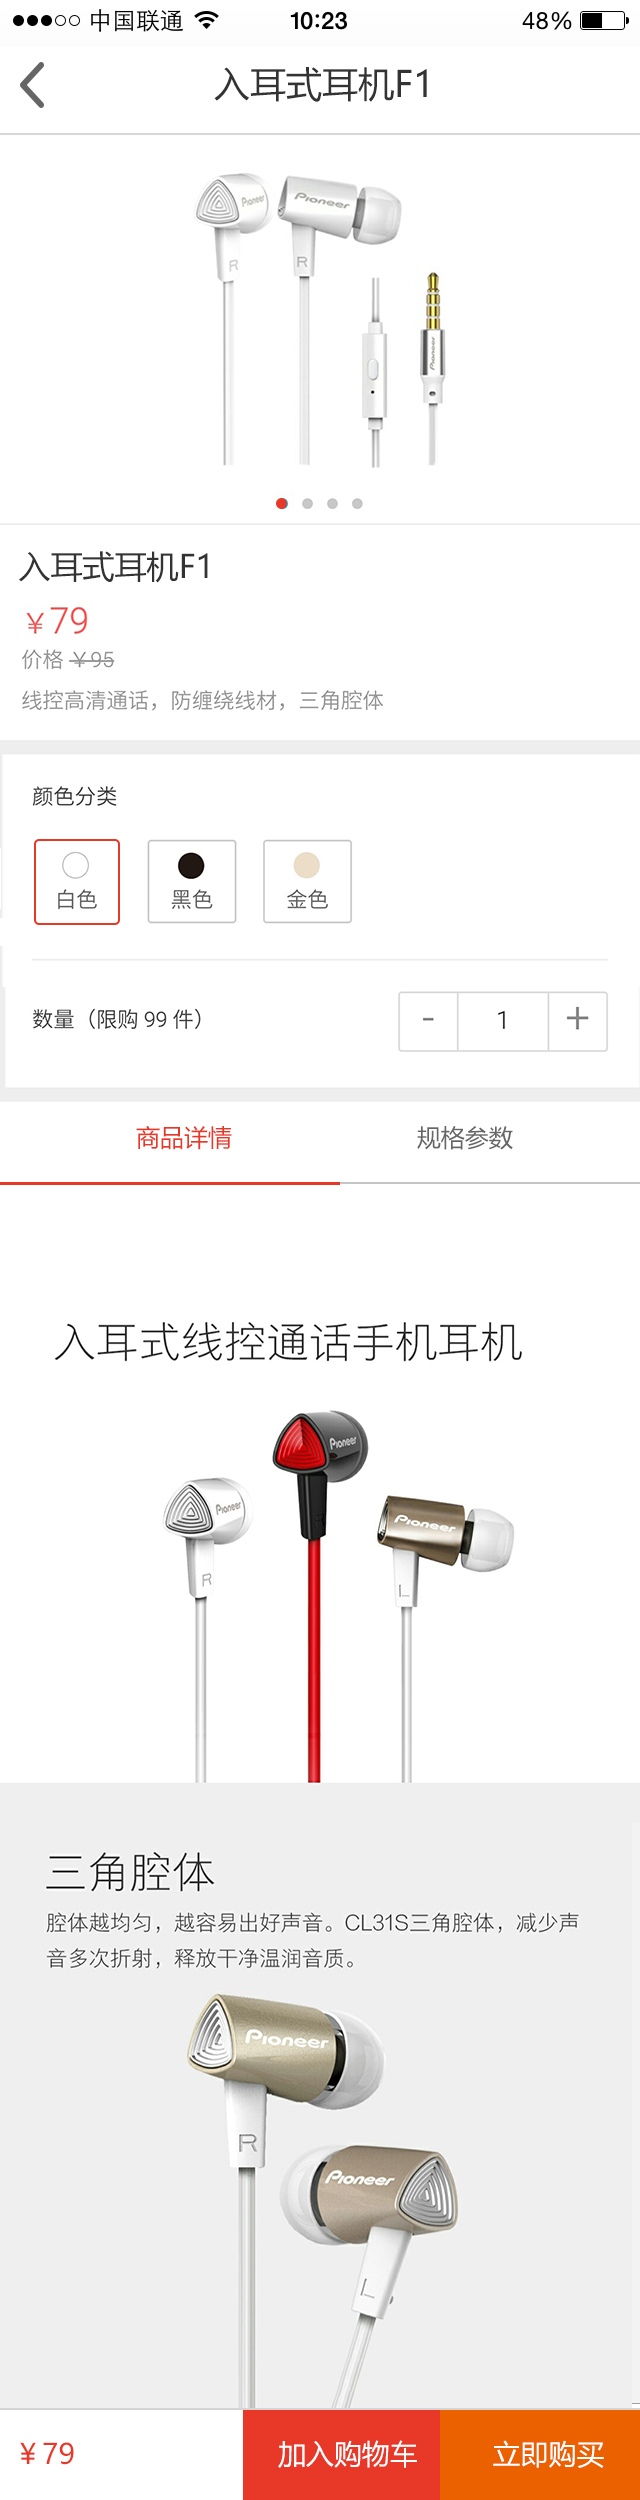 中国联通 10:23 48%
入耳式耳机F1
Pioneer Pioneer
R R
Pioneer
入耳式耳机F1
¥79
价格 ¥95
线控高清通话，防缠绕线材，三角腔体
颜色分类
白色 黑色 金色
数量（限购 99 件）
- 1 +
商品详情 规格参数
入耳式线控通话手机耳机
Pioneer
Pioneer Pioneer
R L
三角腔体
腔体越均匀，越容易出好声音。CL31S三角腔体，减少声
音多次折射，释放干净温润音质。
Pioneer
R
Pioneer
L
¥ 79 加入购物车 立即购买